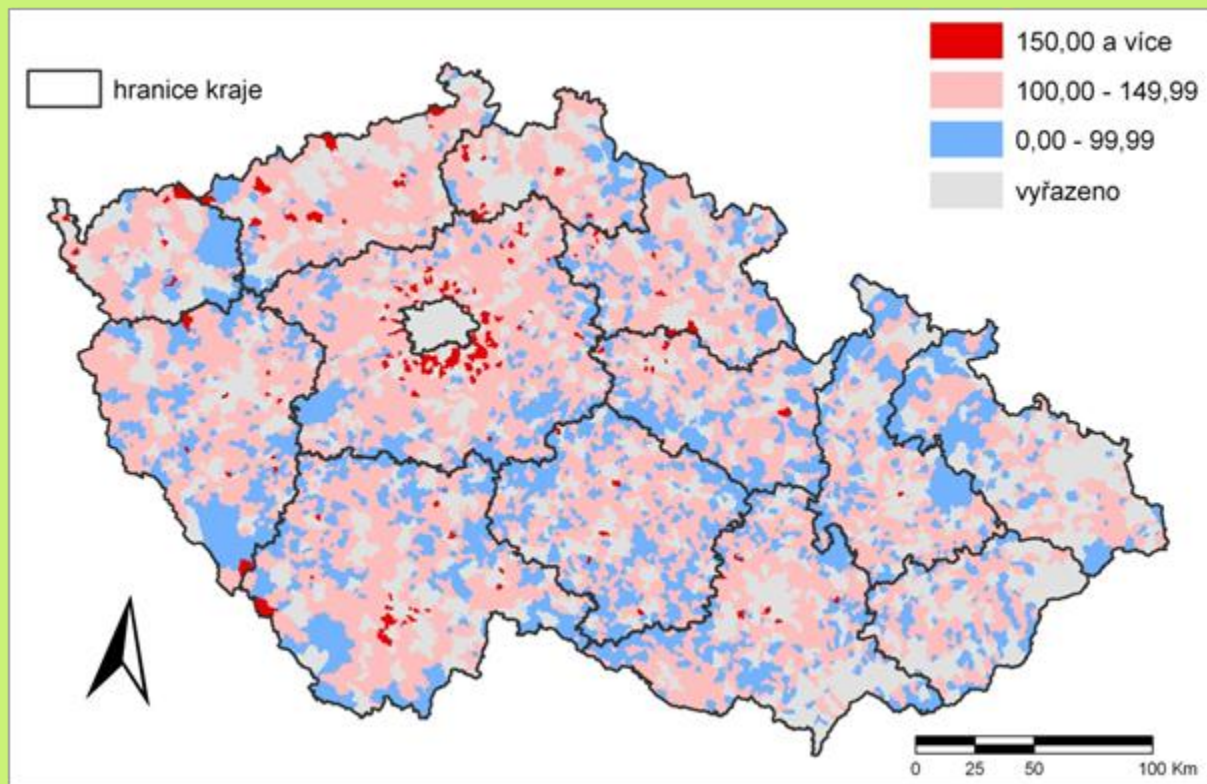 hranice kraje
150,00 a více
100,00 - 149,99
0,00 - 99,99
vyřazeno
0 25 50 100 Km